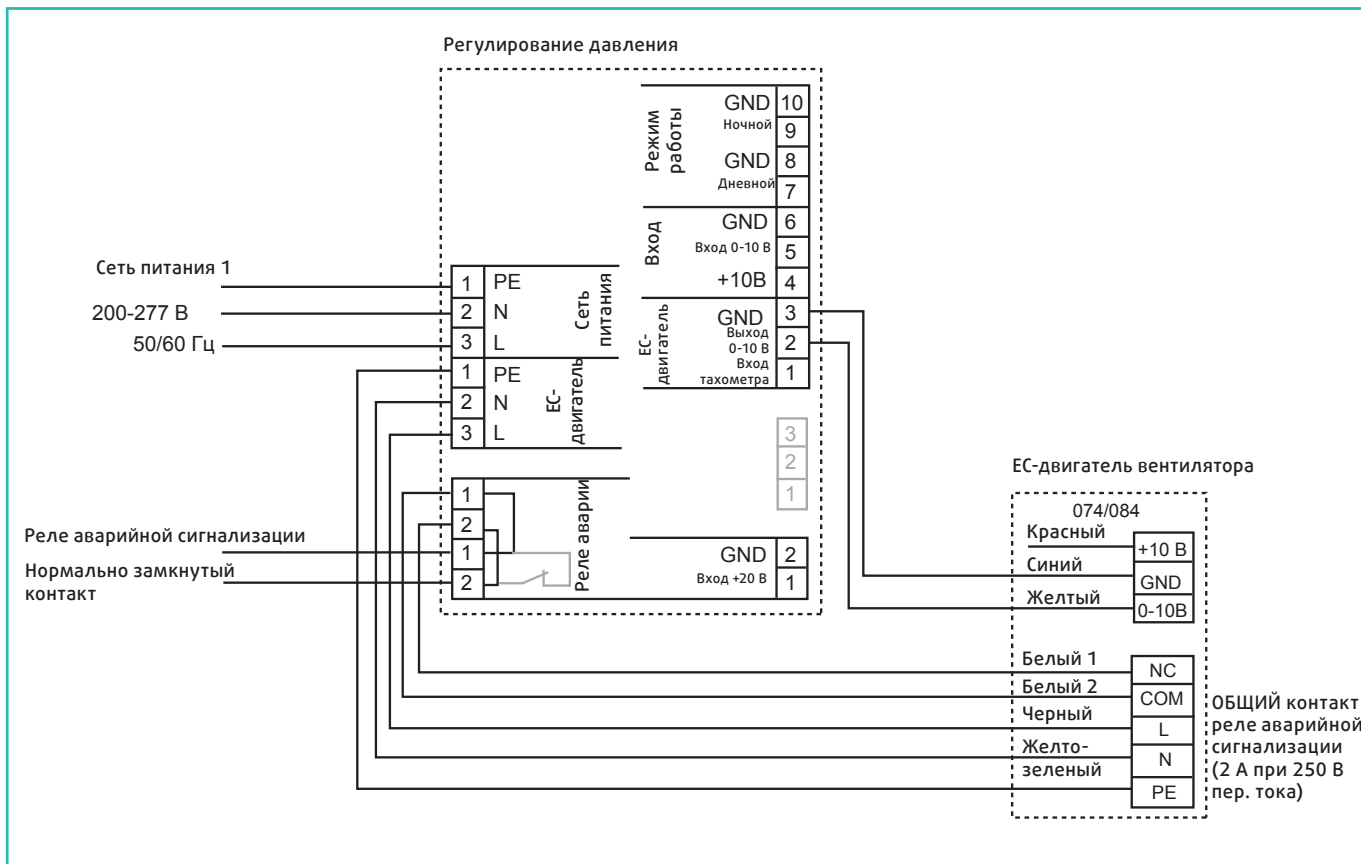 Регулирование давления
Режим
работы
GND 10
Ночной 9
GND 8
Дневной 7
Вход
GND 6
Вход 0-10 В 5
+10В 4
ЕС-
двигатель
GND 3
Выход
0-10 В 2
Вход
тахометра 1
Сеть питания 1
200-277 В
50/60 Гц
1 PE
2 N
3 L
Сеть
питания
1 PE
2 N
3 L
ЕС-
двигатель
3
2
1
1
2
1
2
Реле аварии
Реле аварийной сигнализации
Нормально замкнутый
контакт
GND 2
Вход +20 В 1
ЕС-двигатель вентилятора
074/084
Красный
+10 В
Синий
GND
Желтый
0-10В
Белый 1
NC
Белый 2
COM
Черный
L
Желто-
зеленый
N
PE
ОБЩИЙ контакт
реле аварийной
сигнализации
(2 А при 250 В
пер. тока)